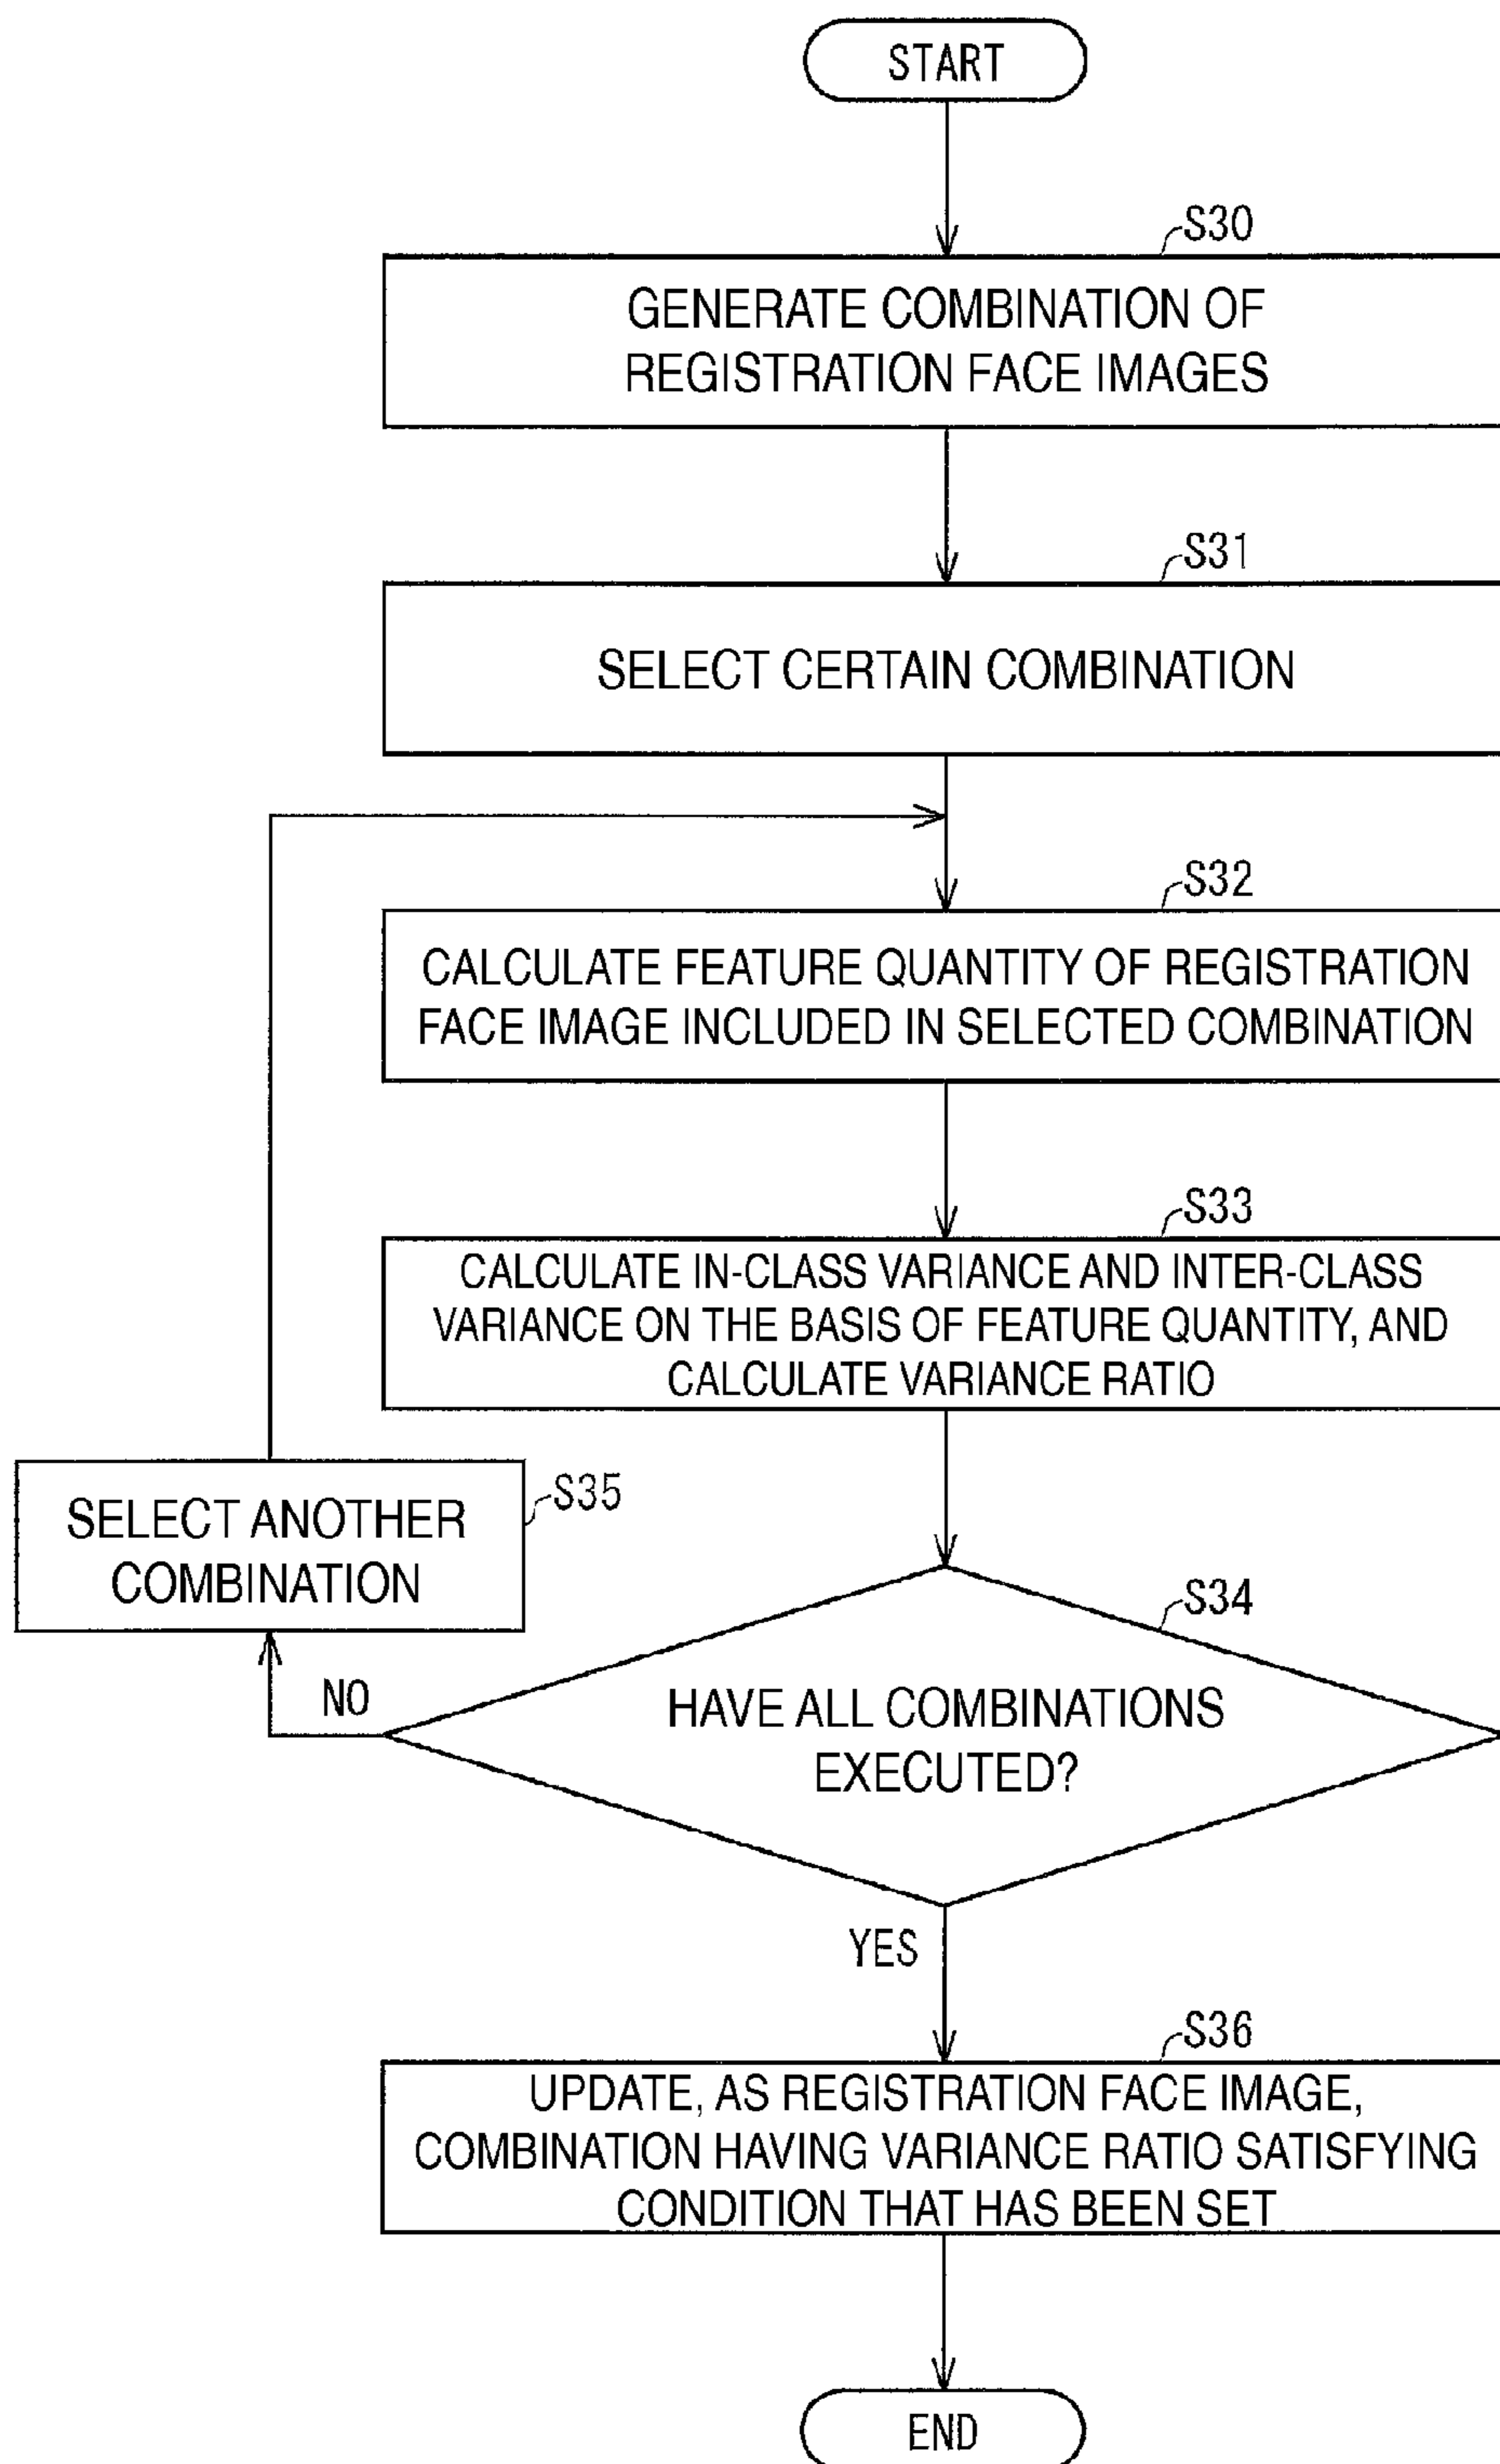 START
S30
GENERATE COMBINATION OF
REGISTRATION FACE IMAGES
S31
SELECT CERTAIN COMBINATION
S32
CALCULATE FEATURE QUANTITY OF REGISTRATION
FACE IMAGE INCLUDED IN SELECTED COMBINATION
S33
CALCULATE IN-CLASS VARIANCE AND INTER-CLASS
VARIANCE ON THE BASIS OF FEATURE QUANTITY, AND
CALCULATE VARIANCE RATIO
S35
SELECT ANOTHER
COMBINATION
S34
HAVE ALL COMBINATIONS
EXECUTED?
NO
YES
S36
UPDATE, AS REGISTRATION FACE IMAGE,
COMBINATION HAVING VARIANCE RATIO SATISFYING
CONDITION THAT HAS BEEN SET
END